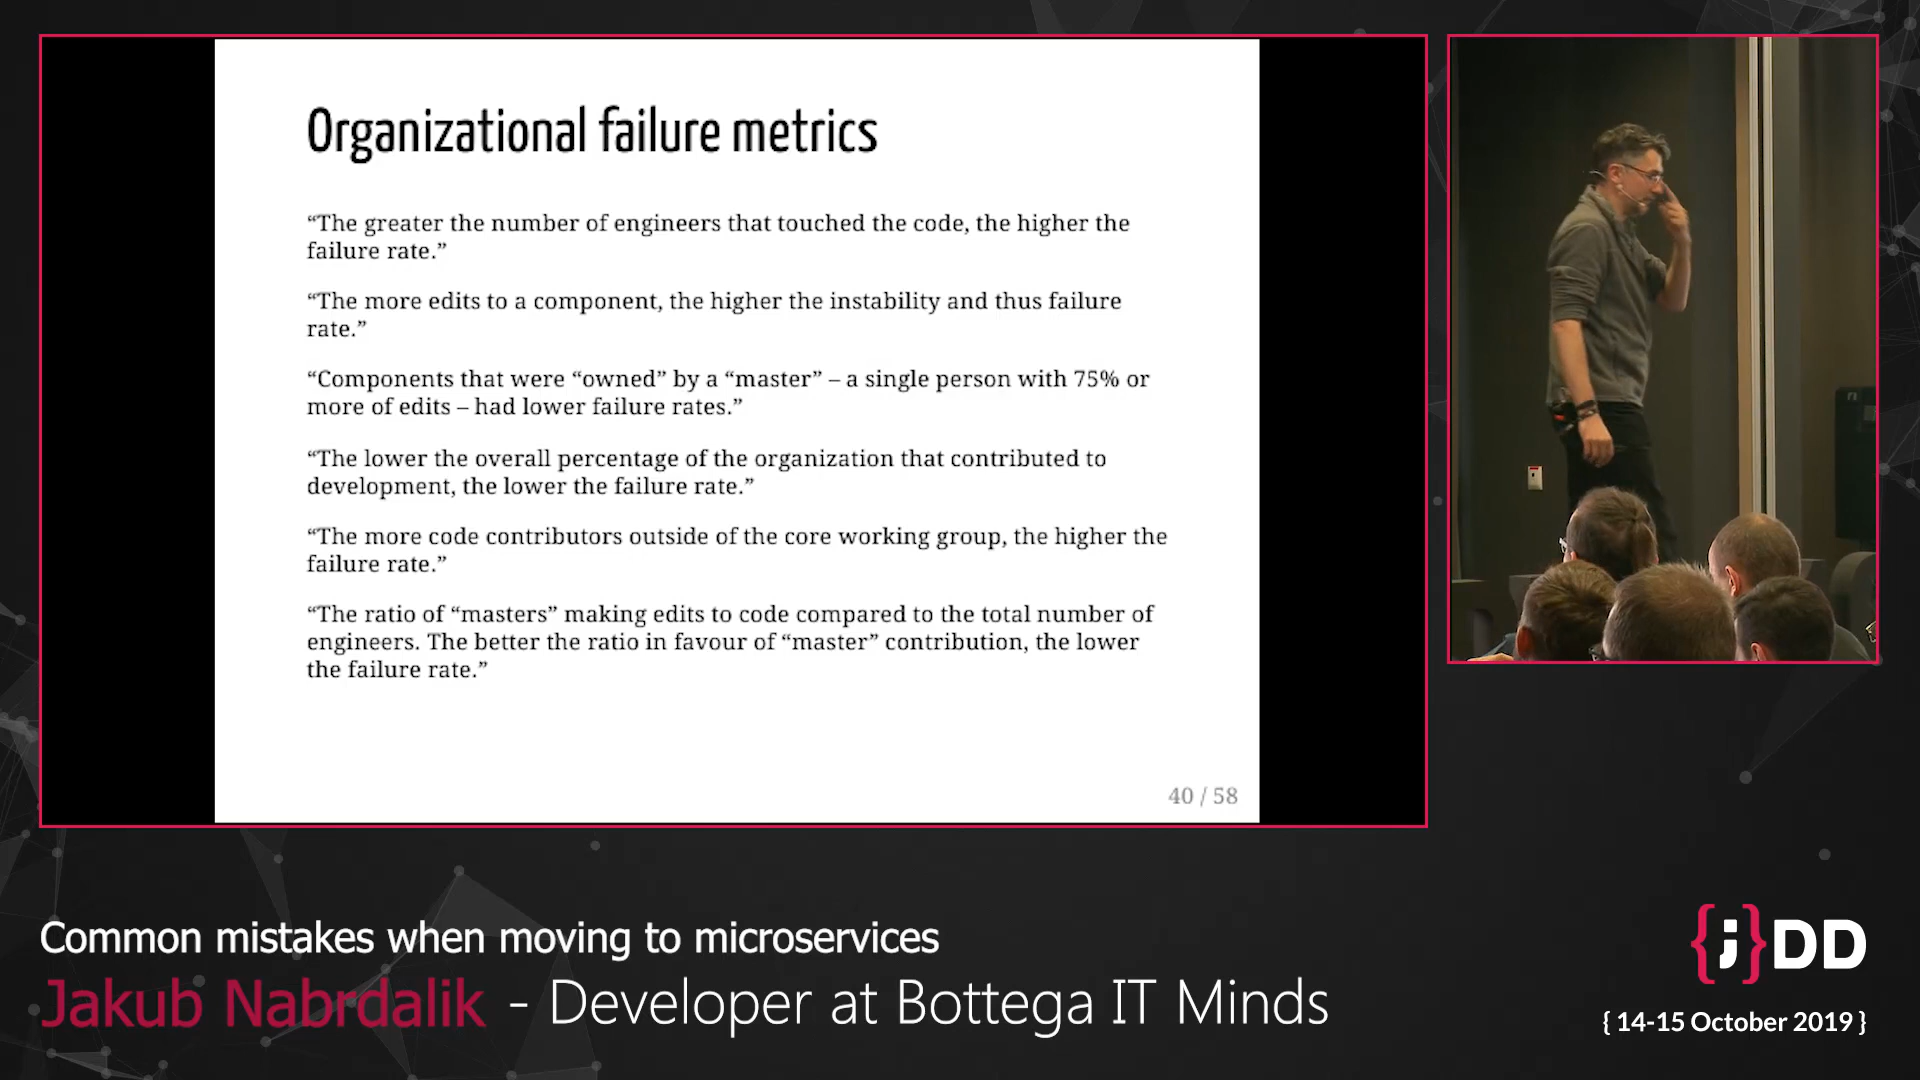 Organizational failure metrics
“The greater the number of engineers that touched the code, the higher the
failure rate.”
“The more edits to a component, the higher the instability and thus failure
rate.”
“Components that were “owned” by a “master” – a single person with 75% or
more of edits – had lower failure rates.”
“The lower the overall percentage of the organization that contributed to
development, the lower the failure rate.”
“The more code contributors outside of the core working group, the higher the
failure rate.”
“The ratio of “masters” making edits to code compared to the total number of
engineers. The better the ratio in favour of “master” contribution, the lower
the failure rate.”
40 / 58
Common mistakes when moving to microservices
Jakub Nabrdalik - Developer at Bottega IT Minds
{;}DD
{ 14-15 October 2019 }